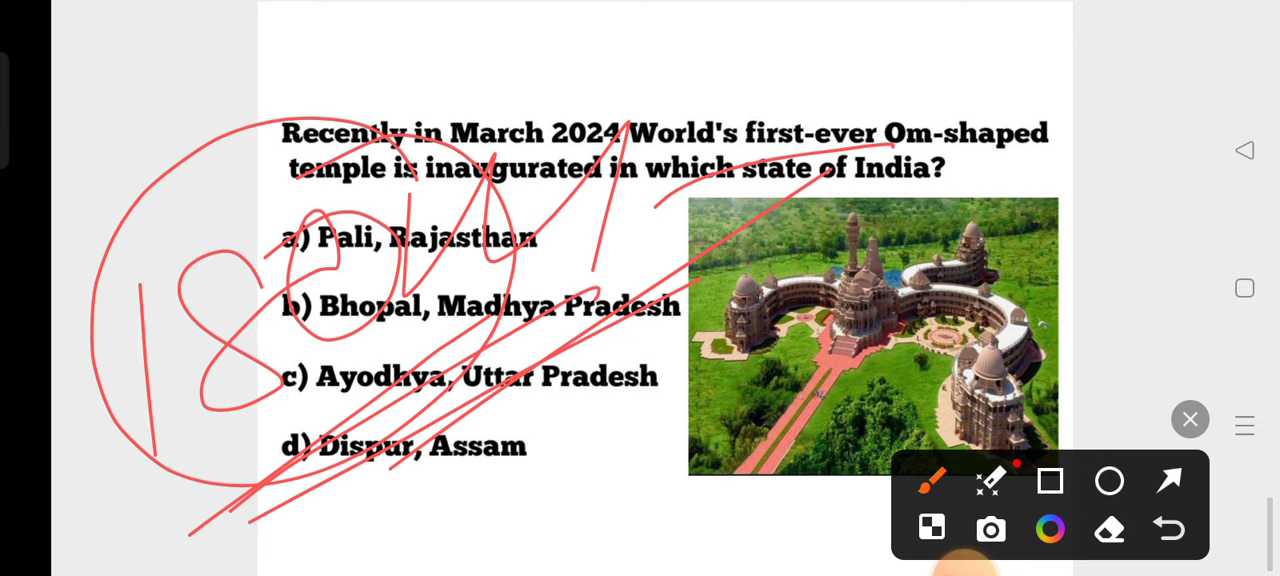 Recently in March 2024 World's first-ever Om-shaped
temple is inaugurated in which state of India?
a) Pali, Rajasthan
b) Bhopal, Madhya Pradesh
c) Ayodhya, Uttar Pradesh
d) Dispur, Assam